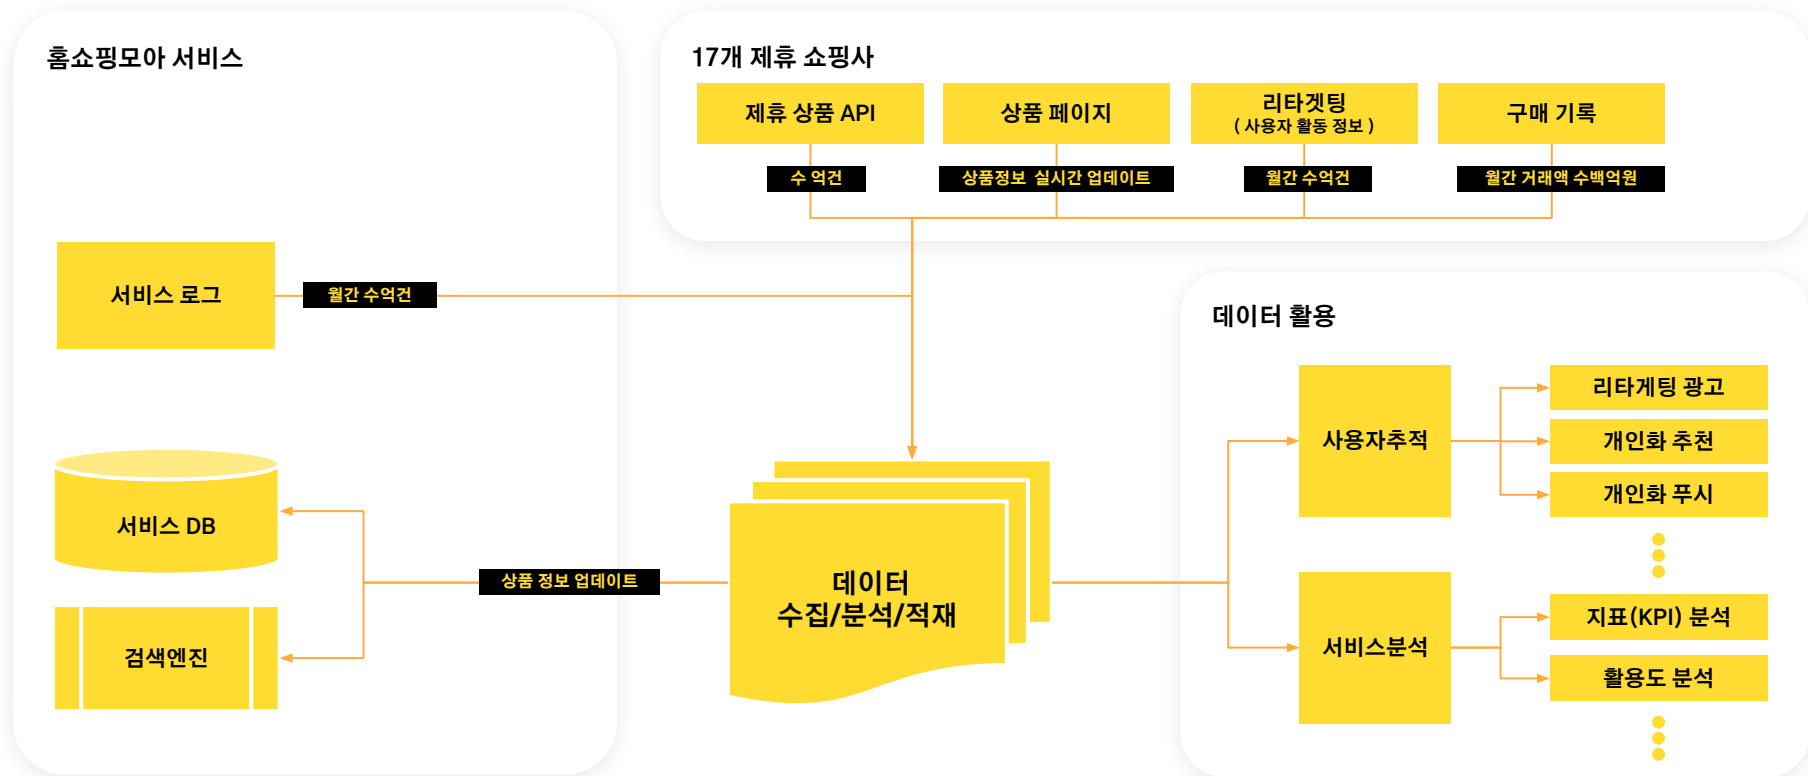 홈쇼핑모아 서비스
17개 제휴 쇼핑사
제휴 상품 API
상품 페이지
리타겟팅
( 사용자 활동 정보 )
구매 기록
수 억건
상품정보 실시간 업데이트
월간 수억건
월간 거래액 수백억원
서비스 로그
월간 수억건
데이터 활용
사용자추적
리타게팅 광고
개인화 추천
개인화 푸시
서비스 DB
상품 정보 업데이트
데이터
수집/분석/적재
검색엔진
서비스분석
지표(KPI) 분석
활용도 분석